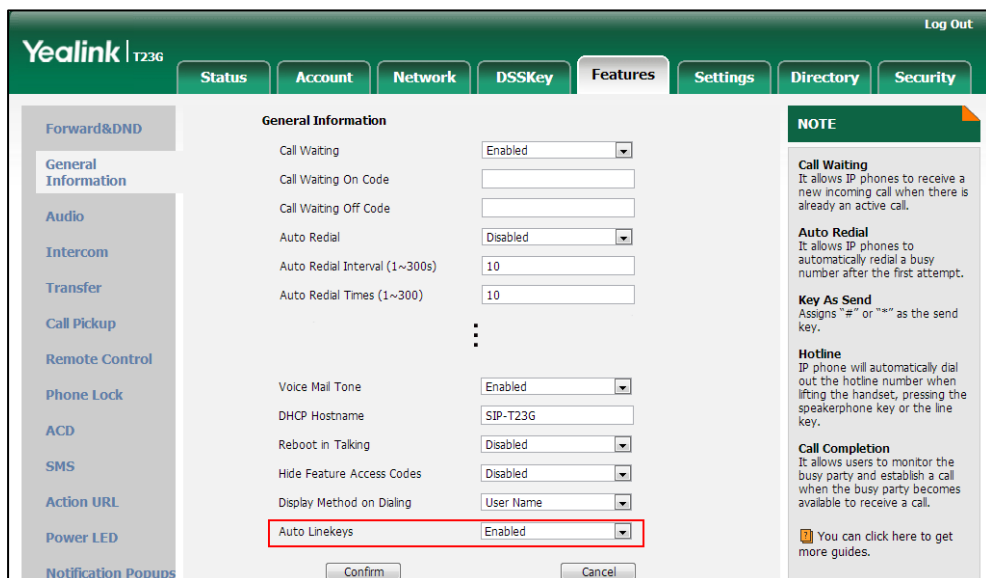 Log Out
Yealink T23G
Status Account Network DSSKey Features Settings Directory Security
Forward&DND
General
Information
Audio
Intercom
Transfer
Call Pickup
Remote Control
Phone Lock
ACD
SMS
Action URL
Power LED
Notification Popups
General Information
Call Waiting Enabled
Call Waiting On Code
Call Waiting Off Code
Auto Redial Disabled
Auto Redial Interval (1~300s) 10
Auto Redial Times (1~300) 10
Voice Mail Tone Enabled
DHCP Hostname SIP-T23G
Reboot in Talking Disabled
Hide Feature Access Codes Disabled
Display Method on Dialing User Name
Auto Linekeys Enabled
Confirm Cancel
NOTE
Call Waiting
It allows IP phones to receive a
new incoming call when there is
already an active call.
Auto Redial
It allows IP phones to
automatically redial a busy
number after the first attempt.
Key As Send
Assigns "#" or "*" as the send
key.
Hotline
IP phone will automatically dial
out the hotline number when
lifting the handset, pressing the
speakerphone key or the line
key.
Call Completion
It allows users to monitor the
busy party and establish a call
when the busy party becomes
available to receive a call.
You can click here to get
more guides.